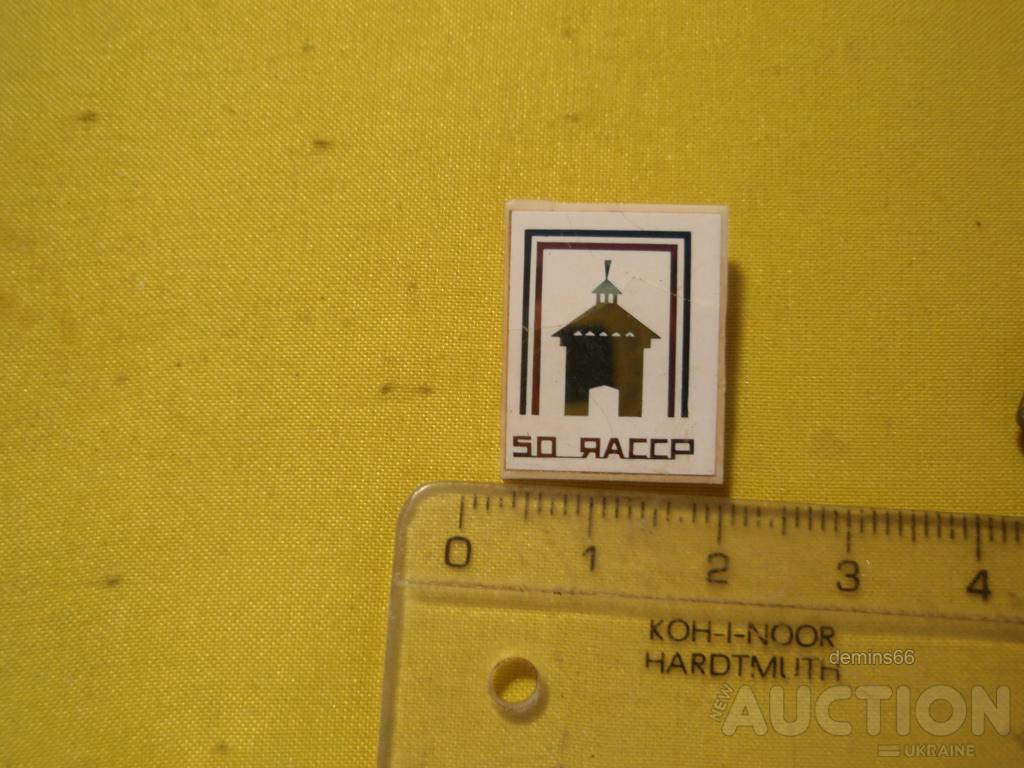 50 ЯАССР
0 1 2 3 4
KOH-I-NOOR
HARDTMUTH
demins66
NEW
AUCTION
UKRAINE